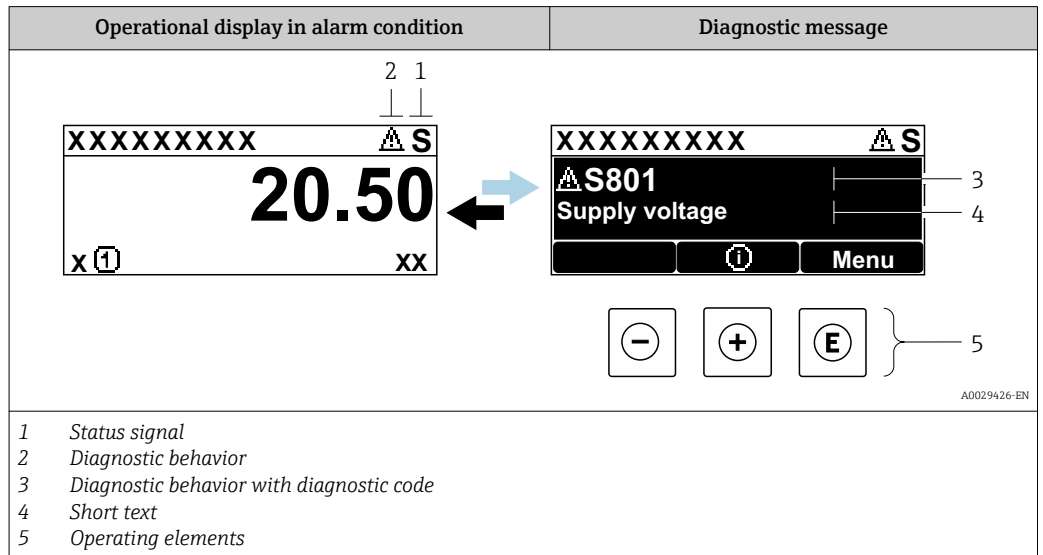 Operational display in alarm condition
Diagnostic message
2 1
XXXXXXXXX ⚠ S
20.50
x ① xx
XXXXXXXXX ⚠ S
⚠S801
Supply voltage
ⓘ Menu
3
4
− + E
5
A0029426-EN
1 Status signal
2 Diagnostic behavior
3 Diagnostic behavior with diagnostic code
4 Short text
5 Operating elements